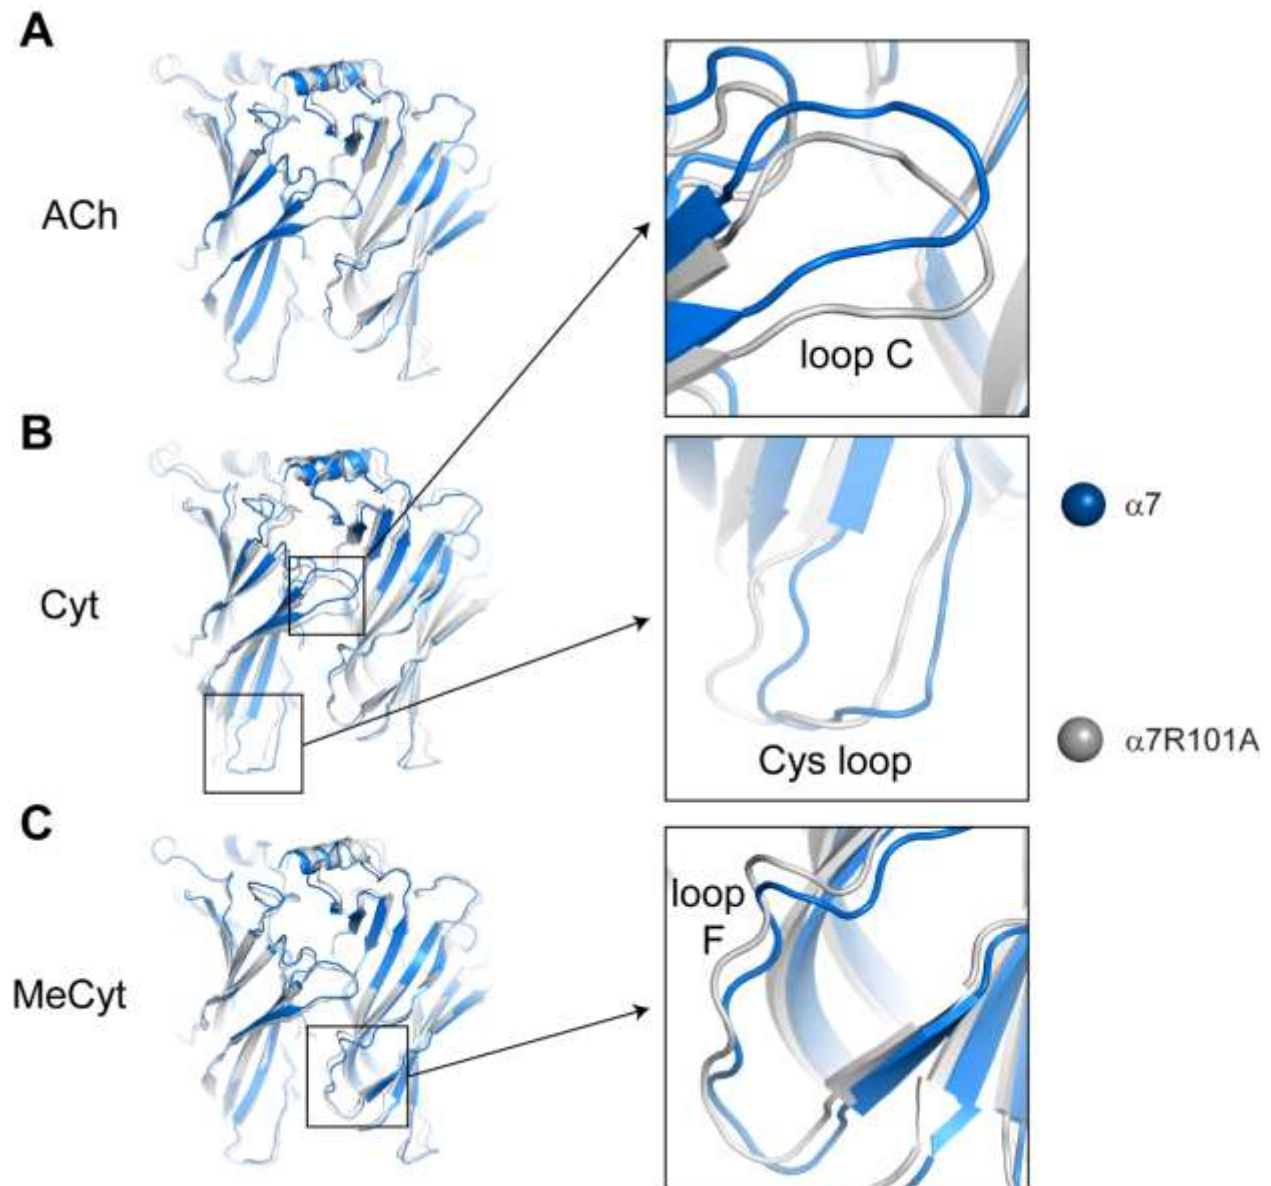 A
ACh
loop C
B
Cyt
Cys loop
α7
α7R101A
C
MeCyt
loop
F